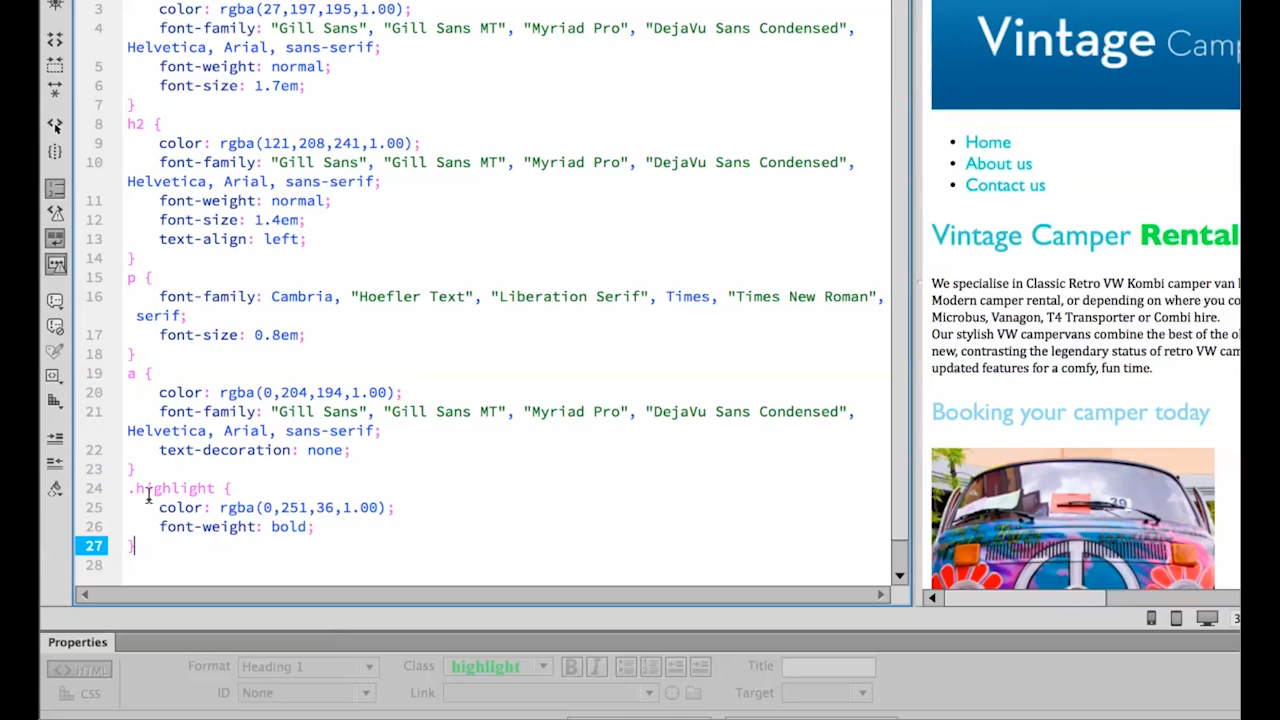 3 color: rgba(27,197,195,1.00);
4 font-family: "Gill Sans", "Gill Sans MT", "Myriad Pro", "DejaVu Sans Condensed",
Helvetica, Arial, sans-serif;
5 font-weight: normal;
6 font-size: 1.7em;
7 }
8 h2 {
9 color: rgba(121,208,241,1.00);
10 font-family: "Gill Sans", "Gill Sans MT", "Myriad Pro", "DejaVu Sans Condensed",
Helvetica, Arial, sans-serif;
11 font-weight: normal;
12 font-size: 1.4em;
13 text-align: left;
14 }
15 p {
16 font-family: Cambria, "Hoefler Text", "Liberation Serif", Times, "Times New Roman",
serif;
17 font-size: 0.8em;
18 }
19 a {
20 color: rgba(0,204,194,1.00);
21 font-family: "Gill Sans", "Gill Sans MT", "Myriad Pro", "DejaVu Sans Condensed",
Helvetica, Arial, sans-serif;
22 text-decoration: none;
23 }
24 .highlight {
25 color: rgba(0,251,36,1.00);
26 font-weight: bold;
27 }
28
Vintage Camp
• Home
• About us
• Contact us
Vintage Camper Rental
We specialise in Classic Retro VW Kombi camper van
Modern camper rental, or depending on where you co
Microbus, Vanagon, T4 Transporter or Combi hire.
Our stylish VW campervans combine the best of the ol
new, contrasting the legendary status of retro VW cam
updated features for a comfy, fun time.
Booking your camper today
39
Properties
<> HTML Format Heading 1 Class highlight B I Title
CSS ID None Link Target